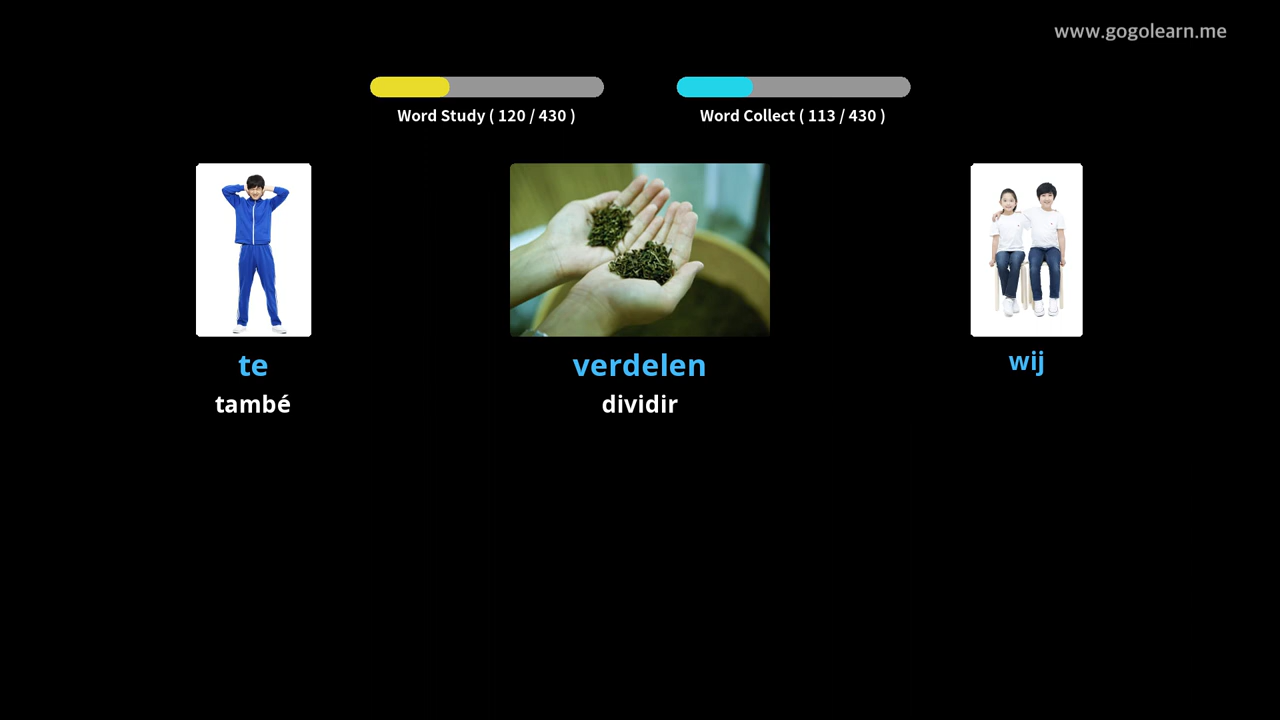 www.gogolearn.me
Word Study ( 120 / 430 )
Word Collect ( 113 / 430 )
te
també
verdelen
dividir
wij